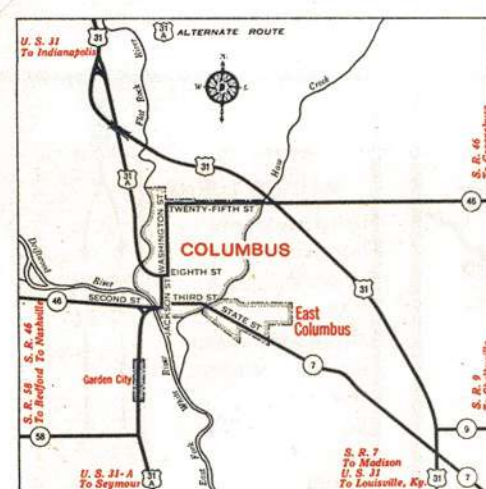 31
A
ALTERNATE ROUTE
U. S. 31
To Indianapolis
31
Flat Rock River
N
W
Haw Creek
31
A
31
S. R. 46
46
WASHINGTON ST.
TWENTY-FIFTH ST
COLUMBUS
Driftwood
River
EIGHTH ST
31
46
SECOND ST
THIRD ST
JACKSON ST
STATE ST
East
Columbus
S. R. 46
To Nashville
S. R. 58
To Bedford
Garden City
7
White River
East Fork
58
S. R. 9
9
U. S. 31-A
To Seymour
31
A
S. R. 7
To Madison
U. S. 31
To Louisville, Ky.
31
7